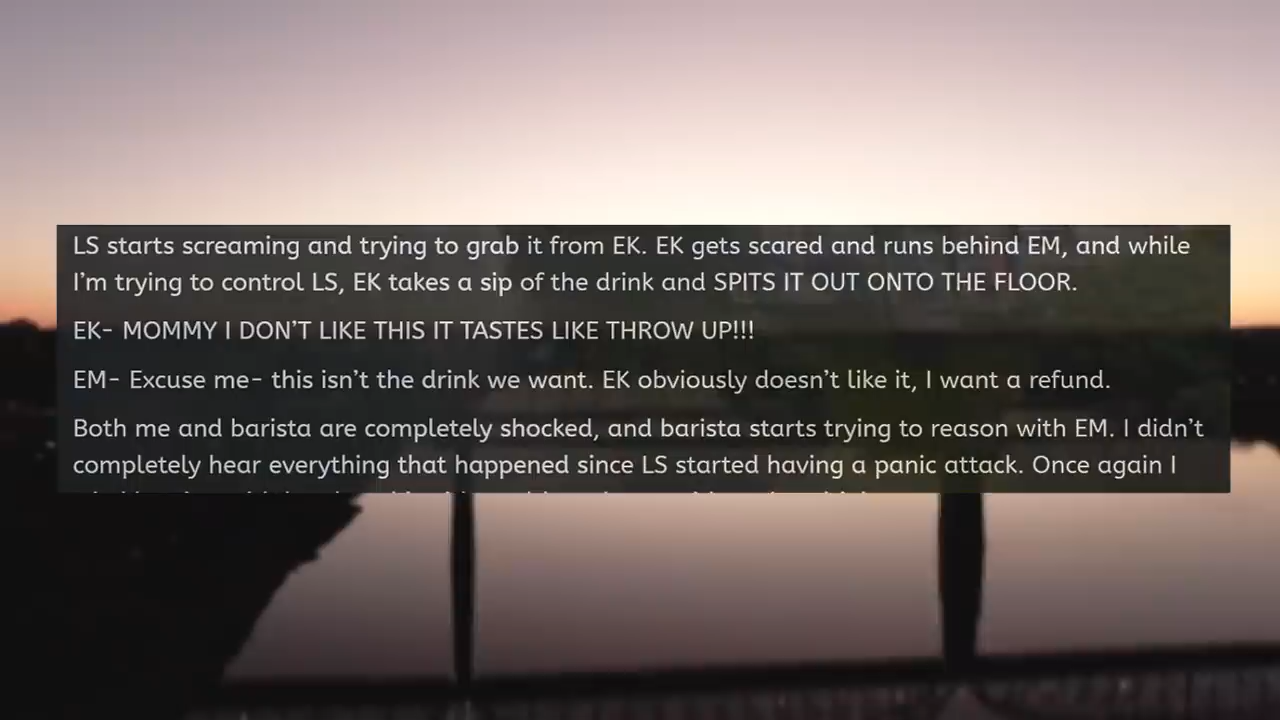 LS starts screaming and trying to grab it from EK. EK gets scared and runs behind EM, and while
I’m trying to control LS, EK takes a sip of the drink and SPITS IT OUT ONTO THE FLOOR.
EK- MOMMY I DON’T LIKE THIS IT TASTES LIKE THROW UP!!!
EM- Excuse me- this isn’t the drink we want. EK obviously doesn’t like it, I want a refund.
Both me and barista are completely shocked, and barista starts trying to reason with EM. I didn’t
completely hear everything that happened since LS started having a panic attack. Once again I